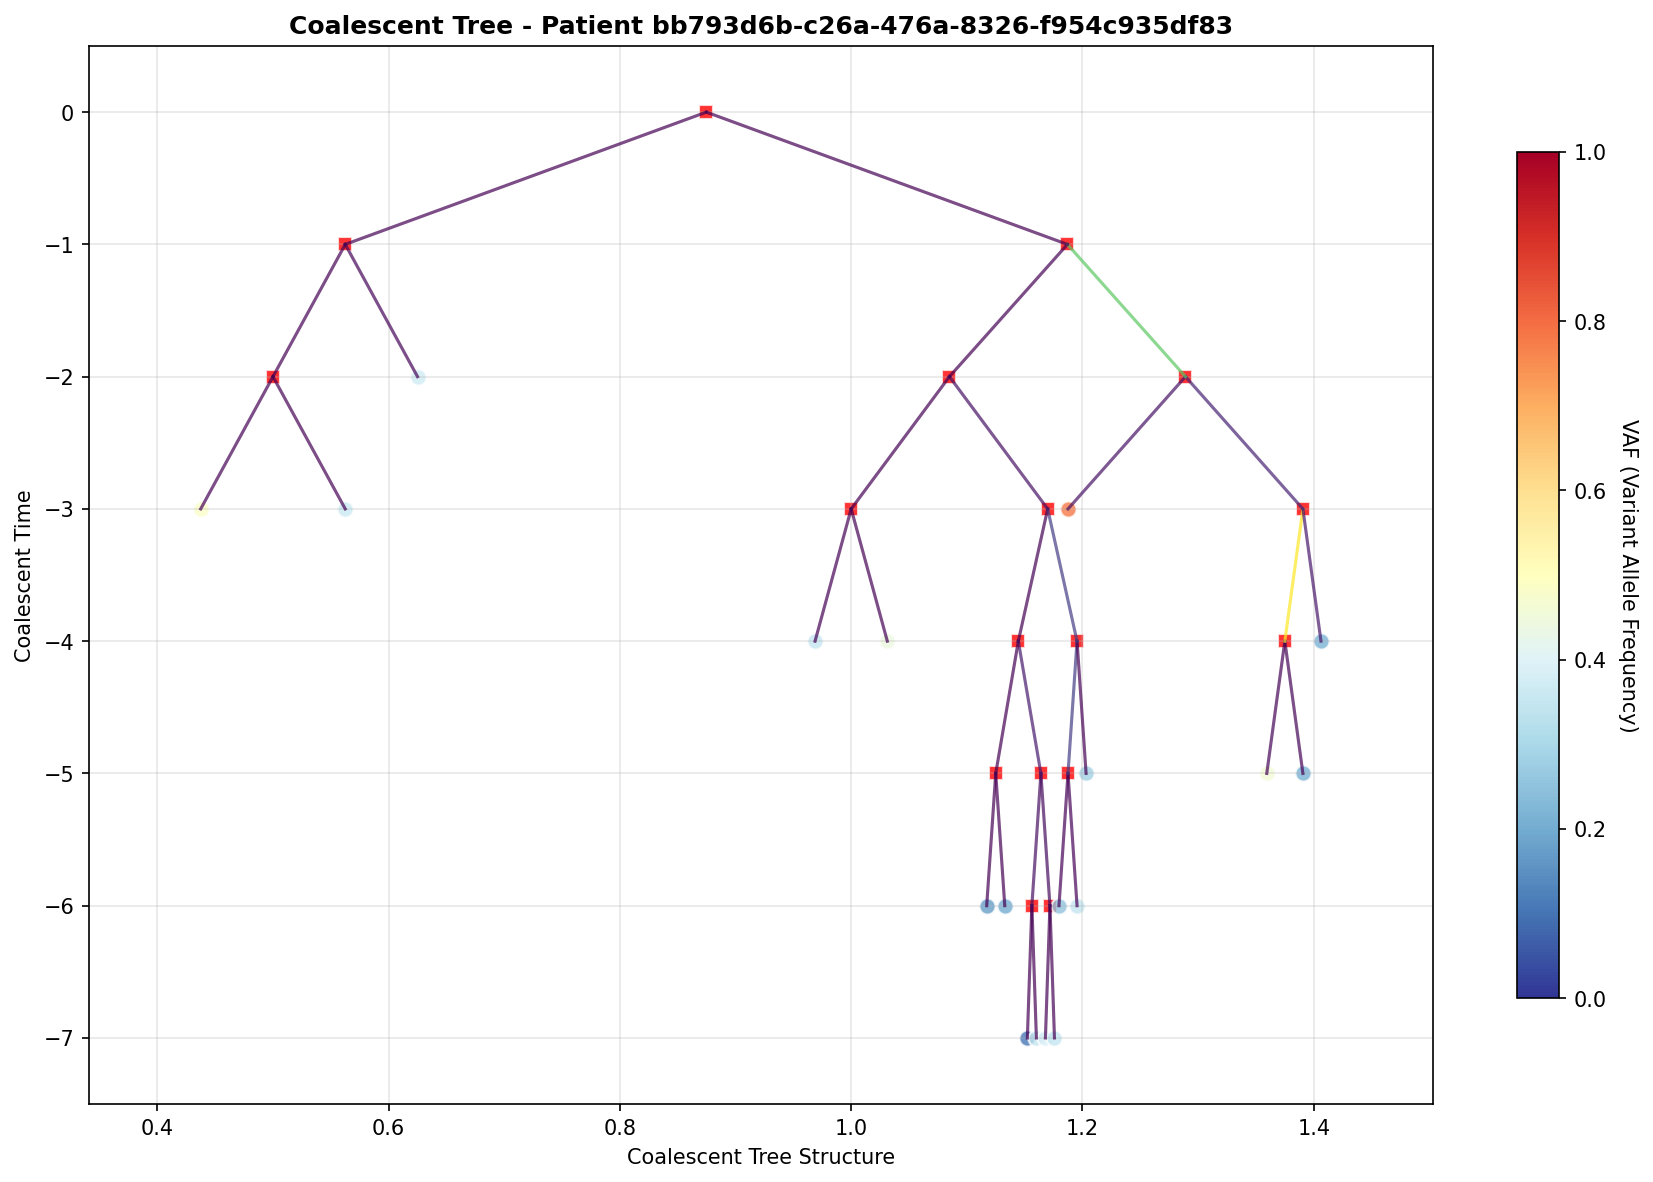 Coalescent Tree - Patient bb793d6b-c26a-476a-8326-f954c935df83
0
−1
−2
−3
−4
−5
−6
−7
Coalescent Time
0.4 0.6 0.8 1.0 1.2 1.4
Coalescent Tree Structure
1.0
0.8
0.6
0.4
0.2
0.0
VAF (Variant Allele Frequency)